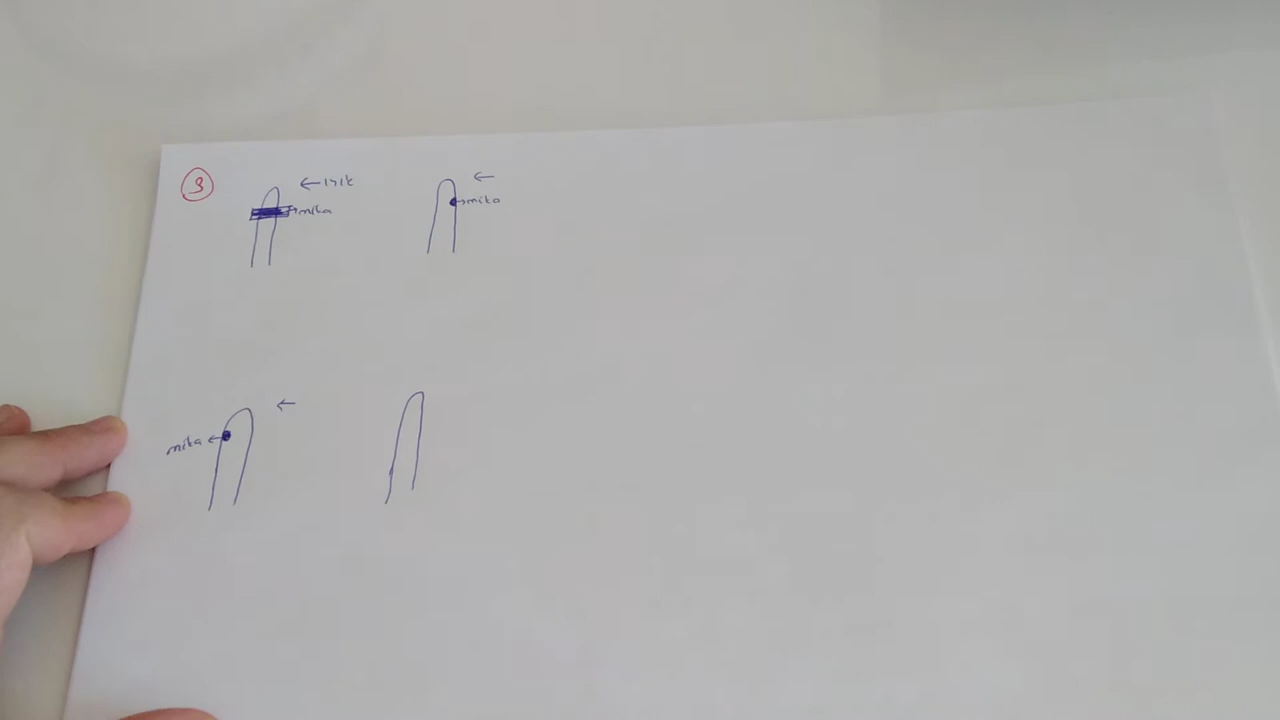 3
←ışık ←
→mika →mika
←
mika ←